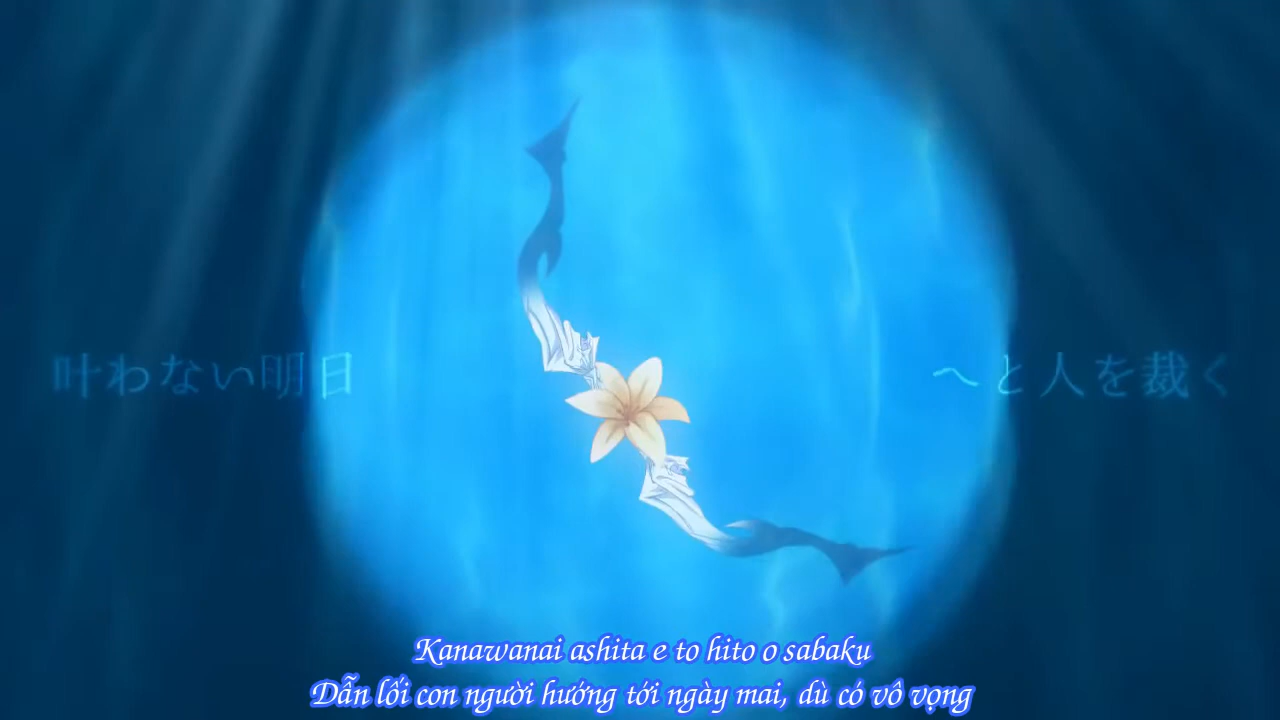 叶わない明日 へと人を裁く
Kanawanai ashita e to hito o sabaku
Dẫn lối con người hướng tới ngày mai, dù có vô vọng